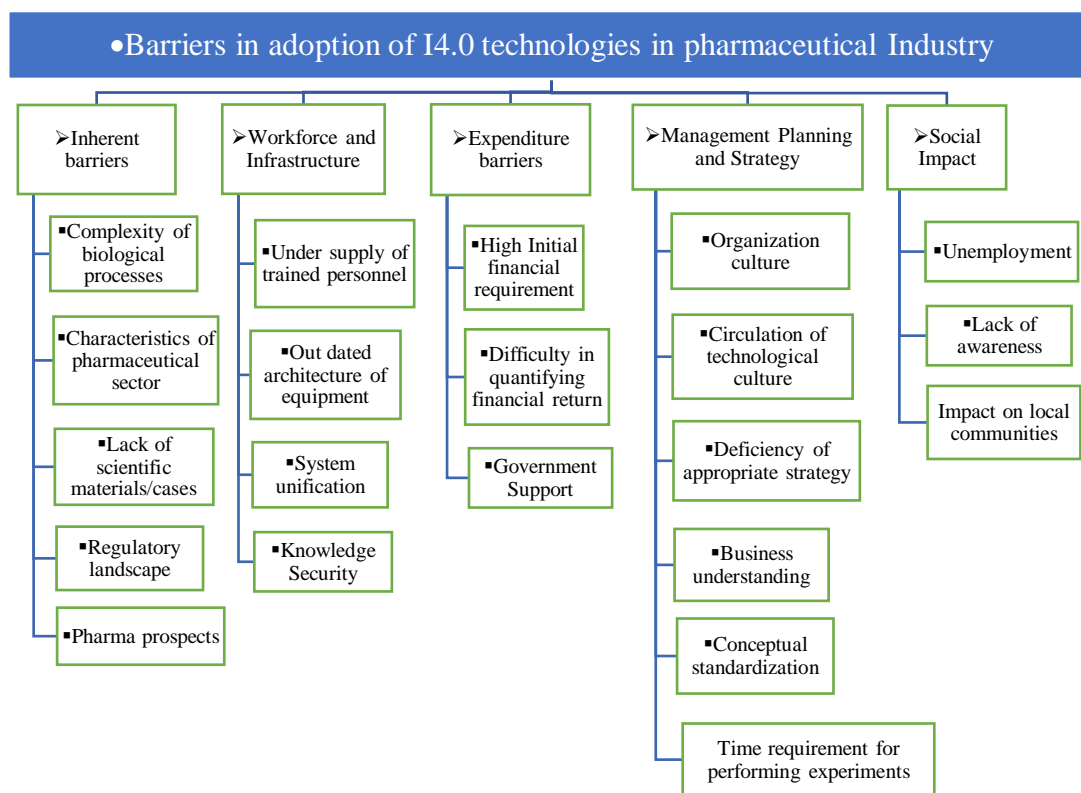 •Barriers in adoption of I4.0 technologies in pharmaceutical Industry
➢Inherent
barriers
▪Complexity of
biological
processes
▪Characteristics of
pharmaceutical
sector
▪Lack of
scientific
materials/cases
▪Regulatory
landscape
▪Pharma prospects
➢Workforce and
Infrastructure
▪Under supply of
trained personnel
▪Out dated
architecture of
equipment
▪System
unification
▪Knowledge
Security
➢Expenditure
barriers
▪High Initial
financial
requirement
▪Difficulty in
quantifying
financial return
▪Government
Support
➢Management Planning
and Strategy
▪Organization
culture
▪Circulation of
technological
culture
▪Deficiency of
appropriate strategy
▪Business
understanding
▪Conceptual
standardization
Time requirement for
performing experiments
➢Social
Impact
▪Unemployment
▪Lack of
awareness
Impact on local
communities